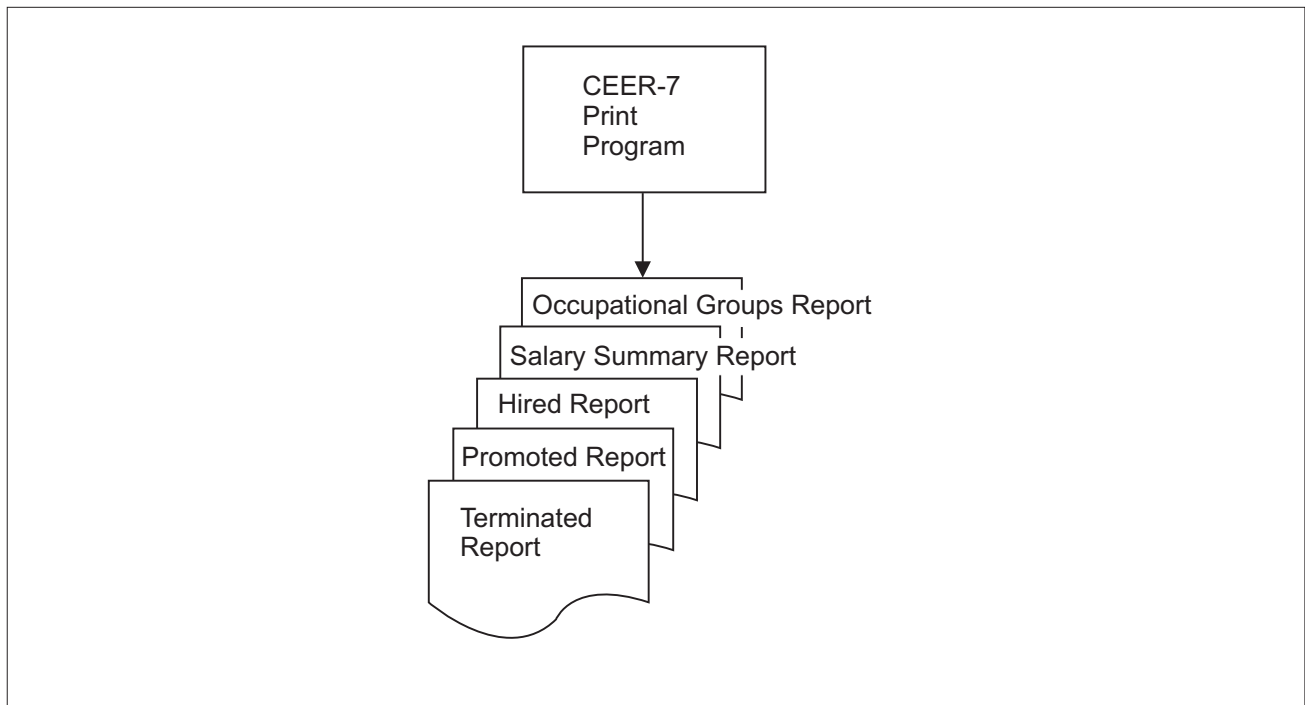 CEER-7
Print
Program
Occupational Groups Report
Salary Summary Report
Hired Report
Promoted Report
Terminated
Report